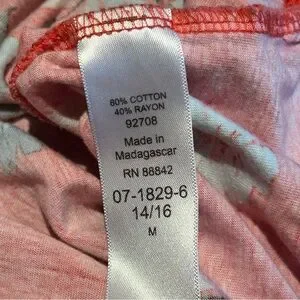 60% COTTON
40% RAYON
92708
Made in
Madagascar
RN 88842
07-1829-6
14/16
M